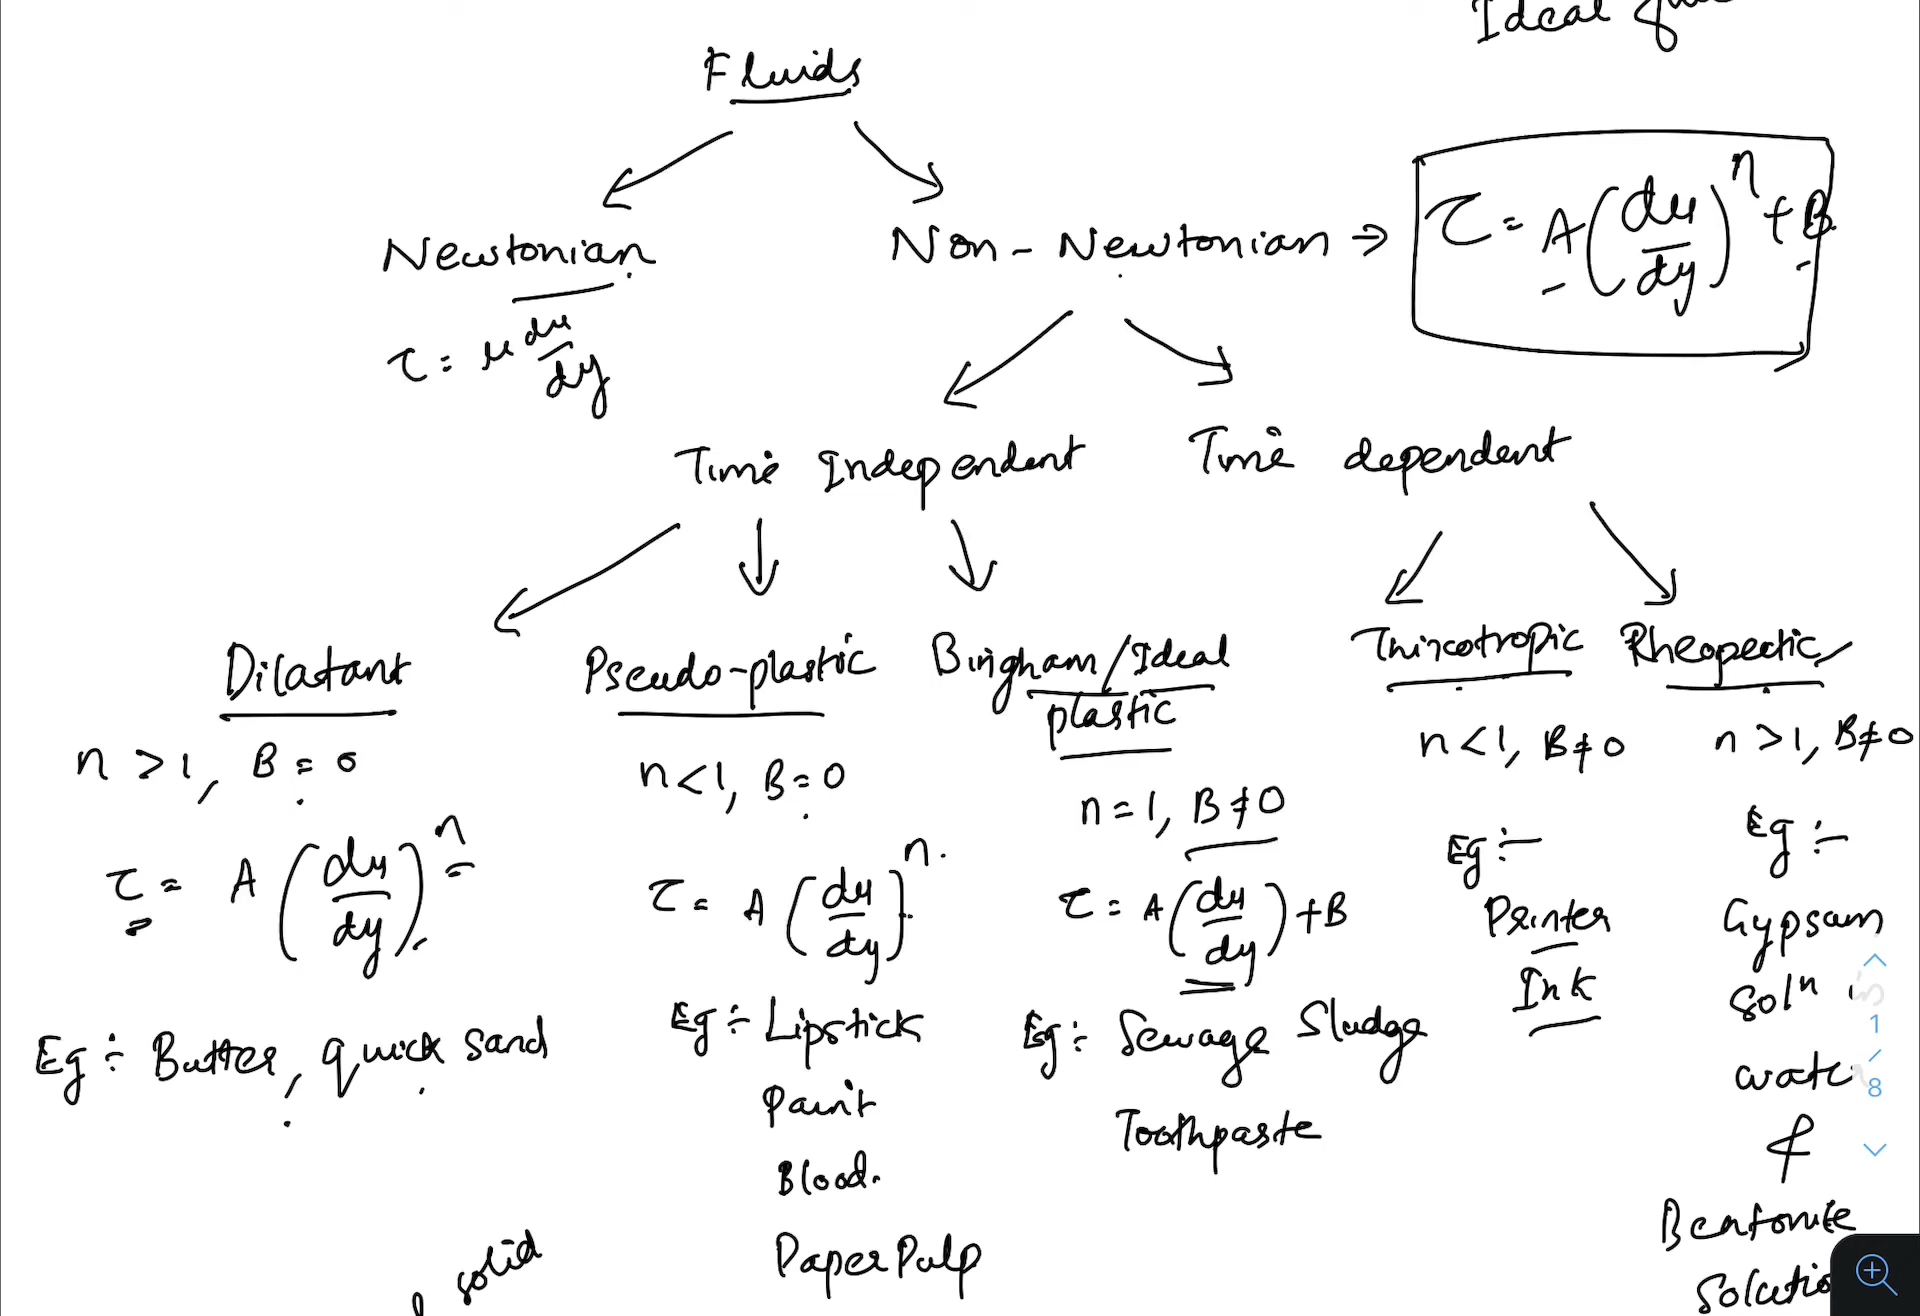 Ideal
Fluids
Newtonian
Non-Newtonian → τ = A(du/dy)^n + B
τ = μ du/dy
Time Independent
Time dependent
Dilatant
Pseudo-plastic
Bingham/Ideal
plastic
Thixotropic
Rheopectic
n > 1, B = 0
n < 1, B = 0
n = 1, B ≠ 0
n < 1, B ≠ 0
n > 1, B ≠ 0
τ = A(du/dy)^n
τ = A(du/dy)^n
τ = A(du/dy) + B
Eg :-
Printer
Ink
Eg :-
Gypsam
Solⁿ
Eg :- Butter, quick sand
Eg :- Lipstick
Paint
Blood.
Paper Pulp
Eg : Sewage Sludge
Toothpaste
&
Bentonite
solid
1
/
8